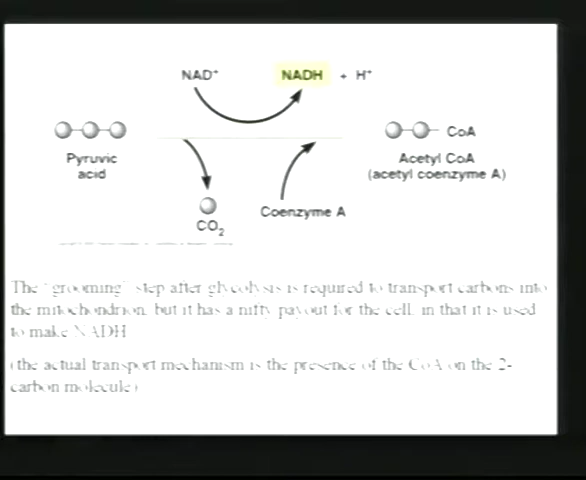 NAD⁺ NADH + H⁺
CoA
Pyruvic
acid
Acetyl CoA
(acetyl coenzyme A)
Coenzyme A
CO₂
The "grooming" step after glycolysis is required to transport carbons into
the mitochondrion, but it has a nifty payout for the cell, in that it is used
to make NADH
(the actual transport mechanism is the presence of the CoA on the 2-
carbon molecule)